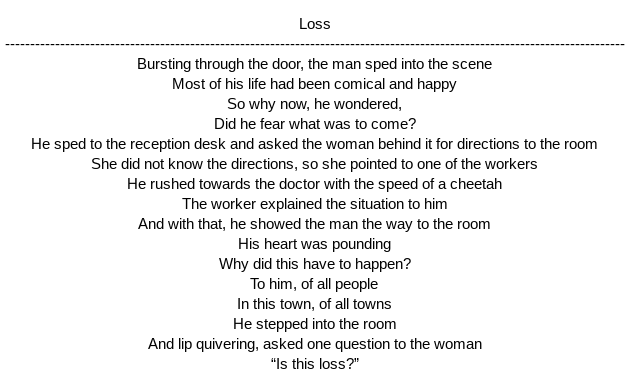 Loss
----------------------------------------------------------------------------------------------------------------------------
Bursting through the door, the man sped into the scene
Most of his life had been comical and happy
So why now, he wondered,
Did he fear what was to come?
He sped to the reception desk and asked the woman behind it for directions to the room
She did not know the directions, so she pointed to one of the workers
He rushed towards the doctor with the speed of a cheetah
The worker explained the situation to him
And with that, he showed the man the way to the room
His heart was pounding
Why did this have to happen?
To him, of all people
In this town, of all towns
He stepped into the room
And lip quivering, asked one question to the woman
“Is this loss?”